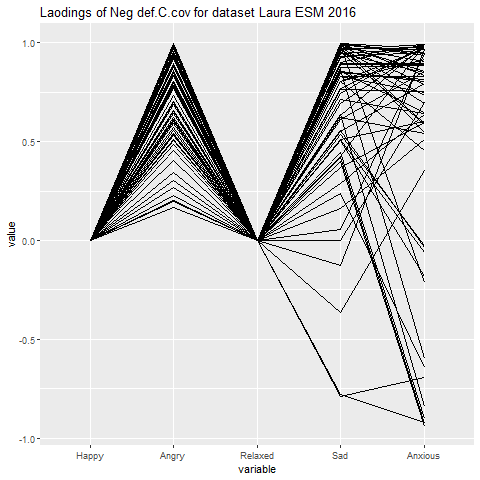 Laodings of Neg def.C.cov for dataset Laura ESM 2016
1.0
0.5
0.0
-0.5
-1.0
value
Happy Angry Relaxed Sad Anxious
variable